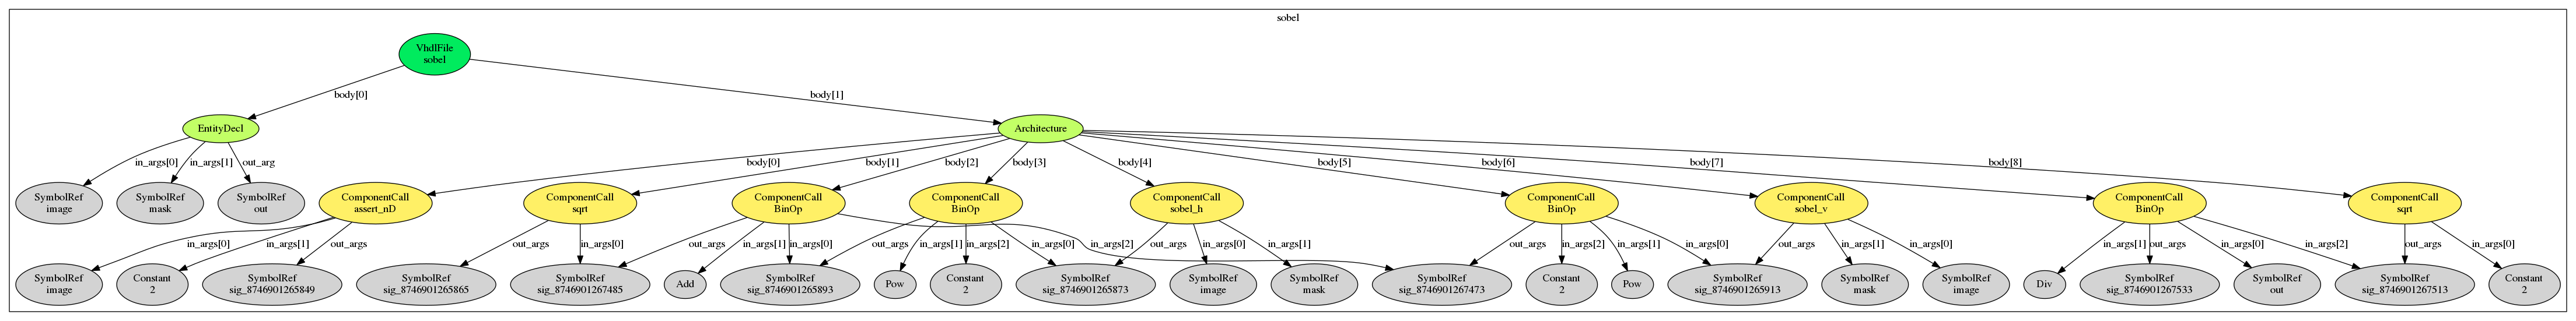 sobel
VhdlFile
sobel
body[0]
body[1]
EntityDecl
Architecture
in_args[0]
in_args[1]
out_arg
body[0]
body[1]
body[2]
body[3]
body[4]
body[5]
body[6]
body[7]
body[8]
SymbolRef
image
SymbolRef
mask
SymbolRef
out
ComponentCall
assert_nD
ComponentCall
sqrt
ComponentCall
BinOp
ComponentCall
BinOp
ComponentCall
sobel_h
ComponentCall
BinOp
ComponentCall
sobel_v
ComponentCall
BinOp
ComponentCall
sqrt
in_args[0]
in_args[1]
out_args
out_args
in_args[0]
out_args
in_args[1]
in_args[0]
out_args
in_args[1]
in_args[2]
in_args[0]
in_args[2]
out_args
in_args[0]
in_args[1]
out_args
in_args[2]
in_args[1]
in_args[0]
out_args
in_args[1]
in_args[0]
in_args[1]
out_args
in_args[0]
in_args[2]
out_args
in_args[0]
SymbolRef
image
Constant
2
SymbolRef
sig_8746901265849
SymbolRef
sig_8746901265865
SymbolRef
sig_8746901267485
Add
SymbolRef
sig_8746901265893
Pow
Constant
2
SymbolRef
sig_8746901265873
SymbolRef
image
SymbolRef
mask
SymbolRef
sig_8746901267473
Constant
2
Pow
SymbolRef
sig_8746901265913
SymbolRef
mask
SymbolRef
image
Div
SymbolRef
sig_8746901267533
SymbolRef
out
SymbolRef
sig_8746901267513
Constant
2